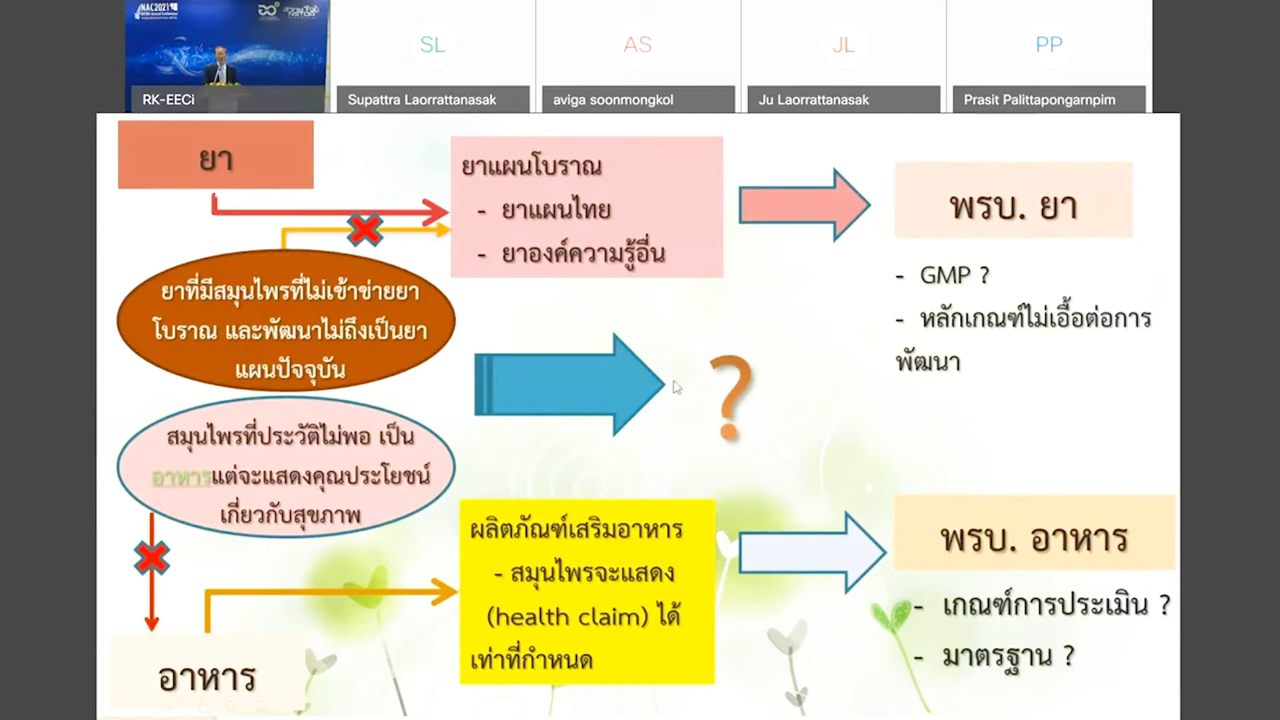 NAC2021
RK-EECi
SL
Supattra Laorrattanasak
AS
aviga soonmongkol
JL
Ju Laorrattanasak
PP
Prasit Palittapongarnpim
ยา
ยาแผนโบราณ
- ยาแผนไทย
- ยาองค์ความรู้อื่น
พรบ. ยา
- GMP ?
- หลักเกณฑ์ไม่เอื้อต่อการ
พัฒนา
ยาที่มีสมุนไพรที่ไม่เข้าข่ายยา
โบราณ และพัฒนาไม่ถึงเป็นยา
แผนปัจจุบัน
?
สมุนไพรที่ประวัติไม่พอ เป็น
อาหารแต่จะแสดงคุณประโยชน์
เกี่ยวกับสุขภาพ
อาหาร
ผลิตภัณฑ์เสริมอาหาร
- สมุนไพรจะแสดง
(health claim) ได้
เท่าที่กำหนด
พรบ. อาหาร
- เกณฑ์การประเมิน ?
- มาตรฐาน ?